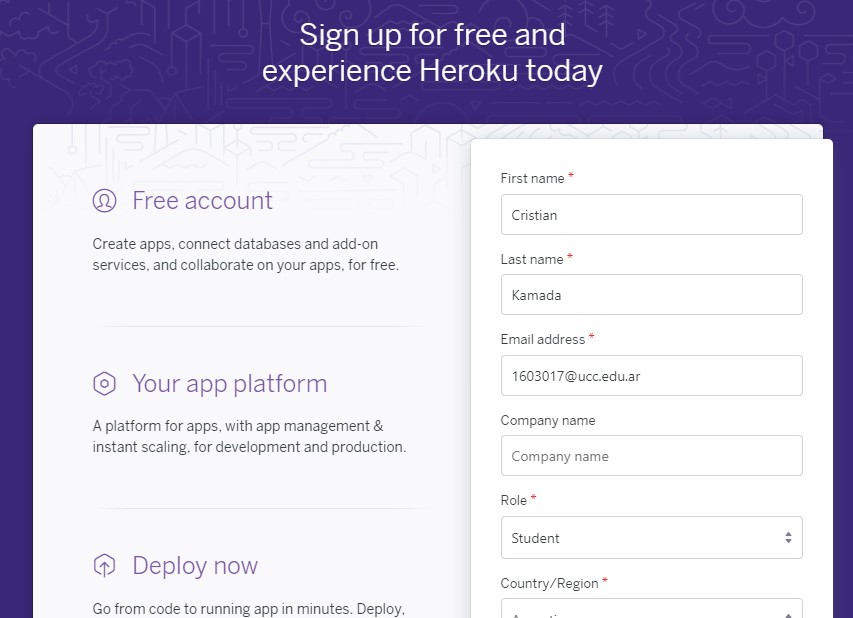 Sign up for free and
experience Heroku today
Free account
Create apps, connect databases and add-on
services, and collaborate on your apps, for free.
Your app platform
A platform for apps, with app management &
instant scaling, for development and production.
Deploy now
Go from code to running app in minutes. Deploy,
First name *
Cristian
Last name *
Kamada
Email address *
1603017@ucc.edu.ar
Company name
Company name
Role *
Student
Country/Region *